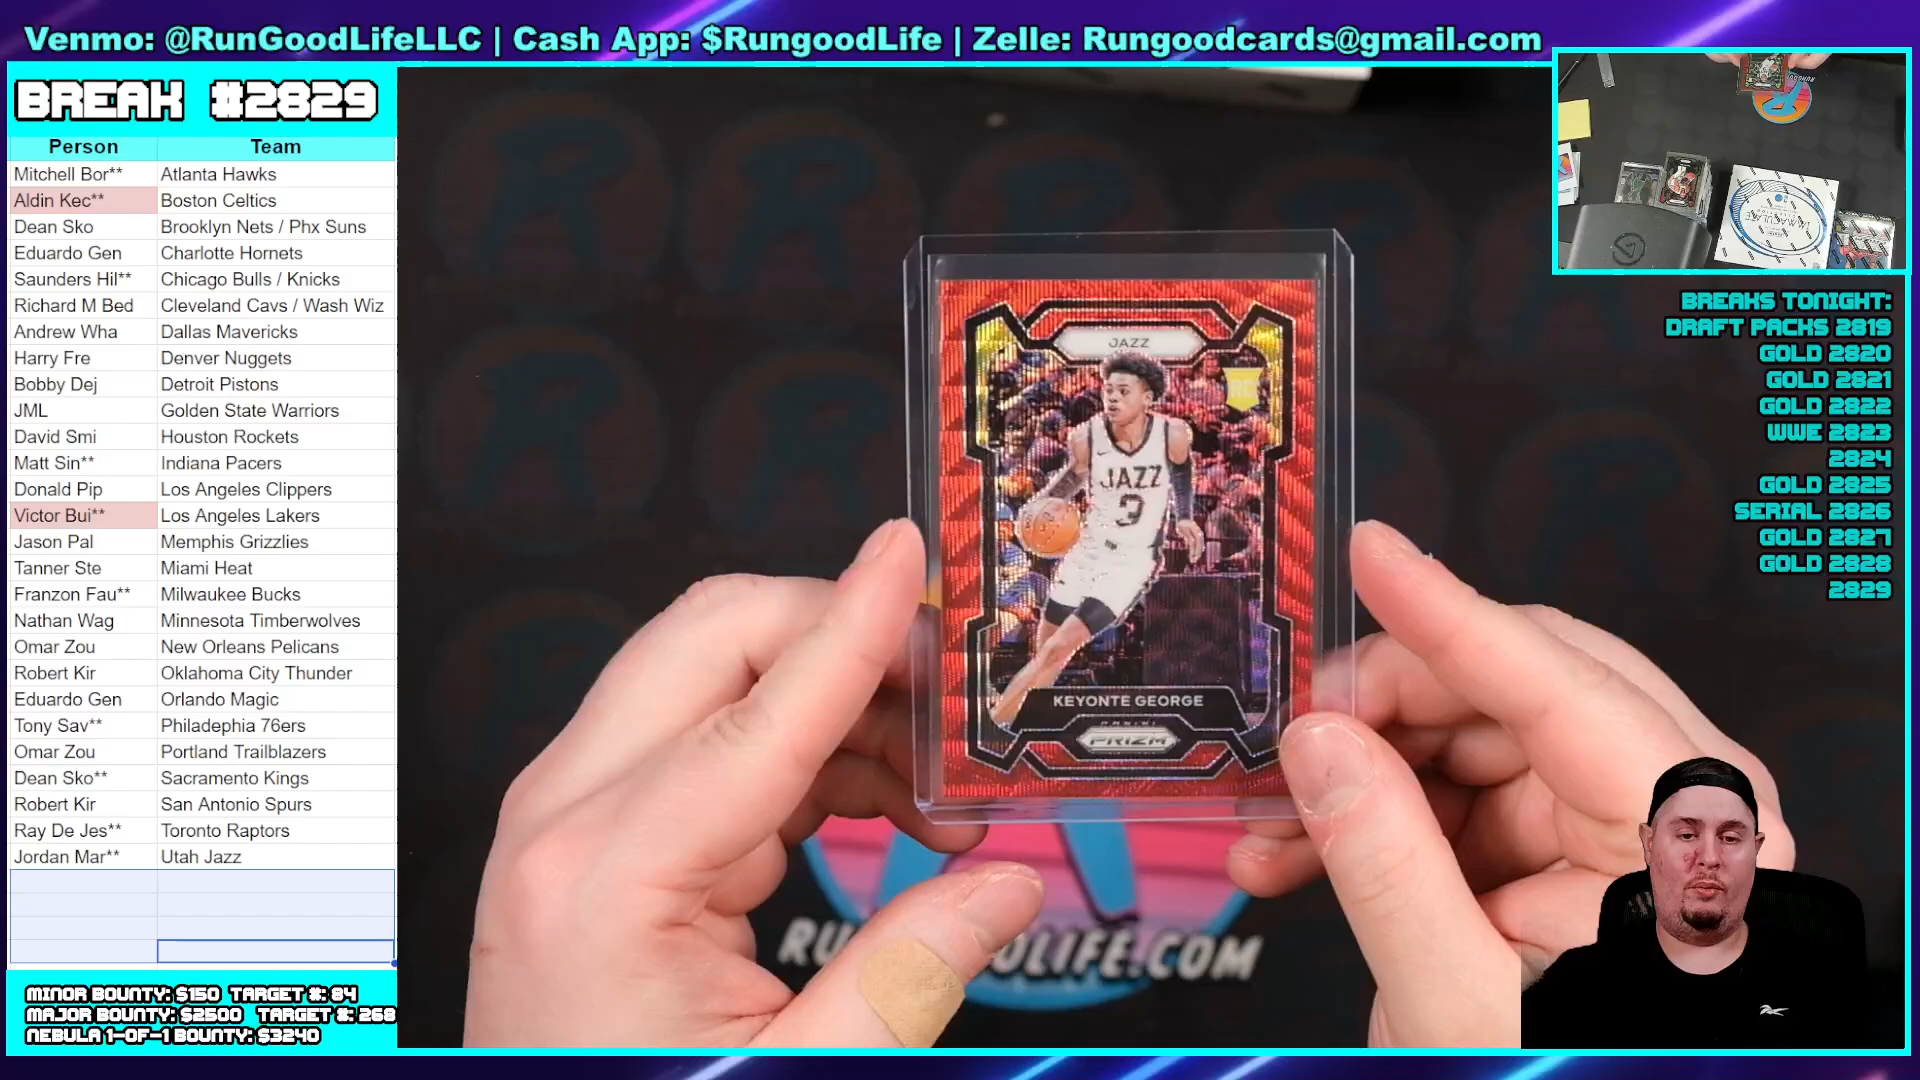 Venmo: @RunGoodLifeLLC | Cash App: $RungoodLife | Zelle: Rungoodcards@gmail.com
BREAK #2829
Person Team
Mitchell Bor** Atlanta Hawks
Aldin Kec** Boston Celtics
Dean Sko Brooklyn Nets / Phx Suns
Eduardo Gen Charlotte Hornets
Saunders Hil** Chicago Bulls / Knicks
Richard M Bed Cleveland Cavs / Wash Wiz
Andrew Wha Dallas Mavericks
Harry Fre Denver Nuggets
Bobby Dej Detroit Pistons
JML Golden State Warriors
David Smi Houston Rockets
Matt Sin** Indiana Pacers
Donald Pip Los Angeles Clippers
Victor Bui** Los Angeles Lakers
Jason Pal Memphis Grizzlies
Tanner Ste Miami Heat
Franzon Fau** Milwaukee Bucks
Nathan Wag Minnesota Timberwolves
Omar Zou New Orleans Pelicans
Robert Kir Oklahoma City Thunder
Eduardo Gen Orlando Magic
Tony Sav** Philadephia 76ers
Omar Zou Portland Trailblazers
Dean Sko** Sacramento Kings
Robert Kir San Antonio Spurs
Ray De Jes** Toronto Raptors
Jordan Mar** Utah Jazz
MINOR BOUNTY: $150 TARGET #: 84
MAJOR BOUNTY: $2500 TARGET #: 268
NEBULA 1-OF-1 BOUNTY: $3240
JAZZ
RC
JAZZ
3
KEYONTE GEORGE
PANINI
PRIZM
BREAKS TONIGHT:
DRAFT PACKS 2819
GOLD 2820
GOLD 2821
GOLD 2822
WWE 2823
2824
GOLD 2825
SERIAL 2826
GOLD 2827
GOLD 2828
2829